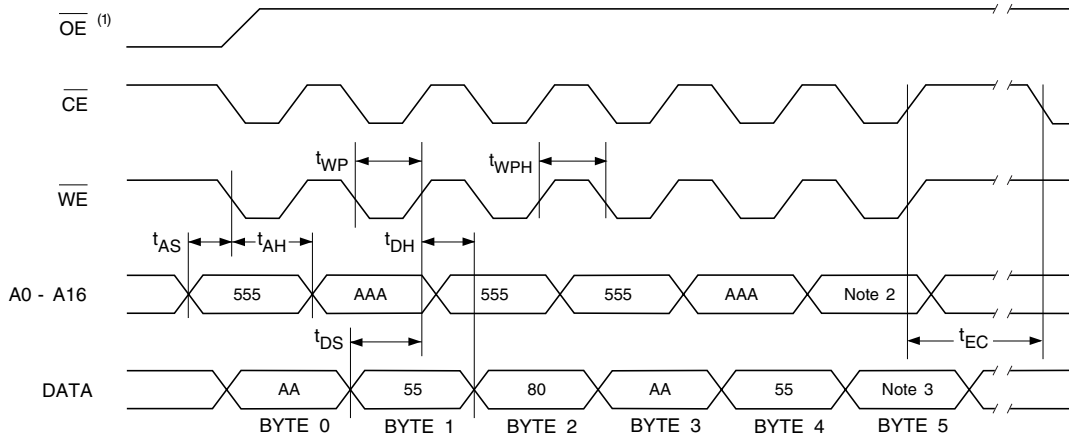 OE (1)
CE
tWP
tWPH
WE
tAS
tAH
tDH
A0 - A16
555
AAA
555
555
AAA
Note 2
tDS
tEC
DATA
AA
55
80
AA
55
Note 3
BYTE 0
BYTE 1
BYTE 2
BYTE 3
BYTE 4
BYTE 5